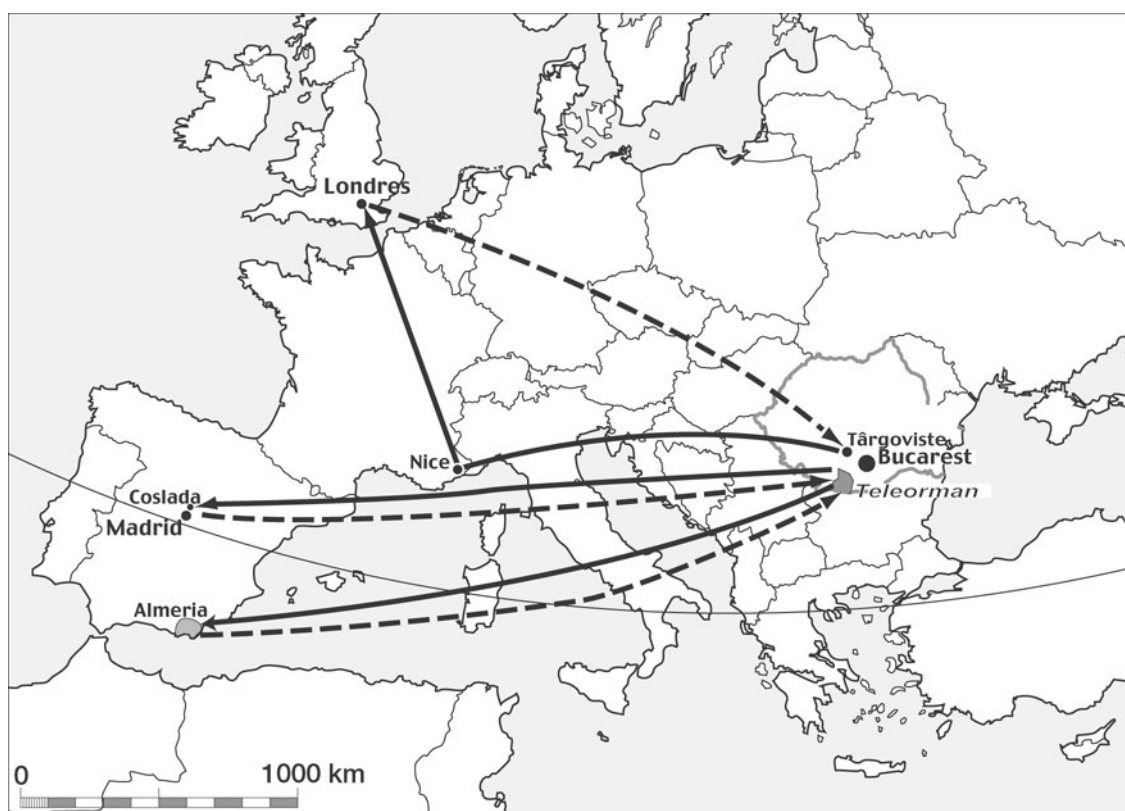 Londres
Târgoviste
Bucarest
Nice
Teleorman
Coslada
Madrid
Almeria
0 1000 km